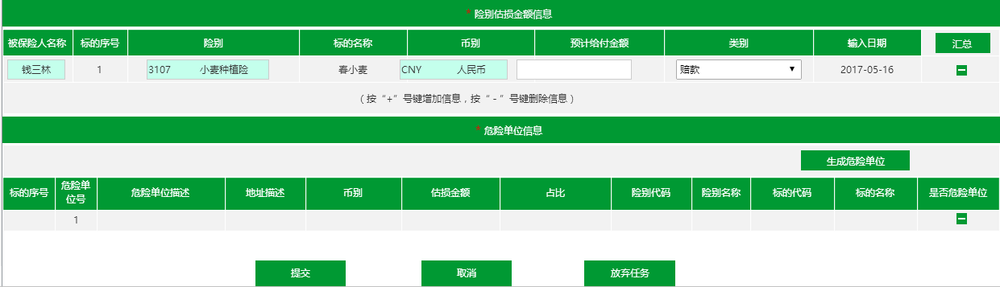 * 险别估损金额信息
被保险人名称 标的序号 险别 标的名称 币别 预计给付金额 类别 输入日期 汇总
钱三林 1 3107 小麦种植险 春小麦 CNY 人民币 赔款 2017-05-16
（按“+”号键增加信息，按“-”号键删除信息）
* 危险单位信息
生成危险单位
标的序号 危险单位号 危险单位描述 地址描述 币别 估损金额 占比 险别代码 险别名称 标的代码 标的名称 是否危险单位
1
提交 取消 放弃任务